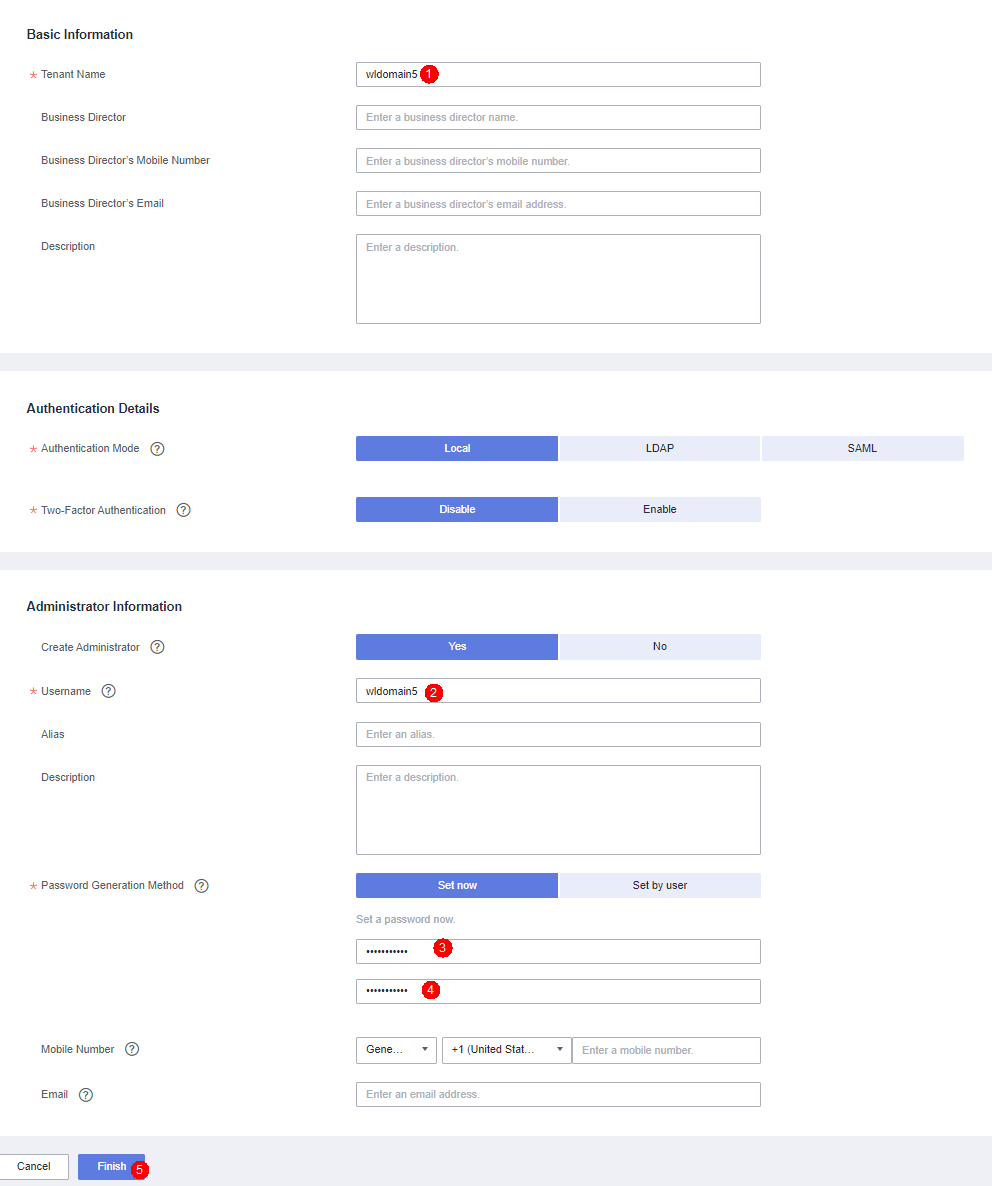 Basic Information
* Tenant Name wldomain5 1
Business Director Enter a business director name.
Business Director's Mobile Number Enter a business director's mobile number.
Business Director's Email Enter a business director's email address.
Description Enter a description.
Authentication Details
* Authentication Mode ? Local LDAP SAML
* Two-Factor Authentication ? Disable Enable
Administrator Information
Create Administrator ? Yes No
* Username ? wldomain5 2
Alias Enter an alias.
Description Enter a description.
* Password Generation Method ? Set now Set by user
Set a password now.
••••••••••• 3
••••••••••• 4
Mobile Number ? Gene... +1 (United Stat... Enter a mobile number.
Email ? Enter an email address.
Cancel Finish 5